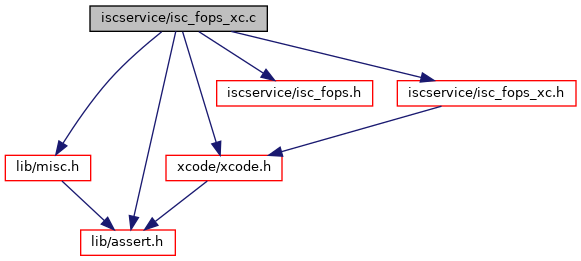 iscservice/isc_fops_xc.c
iscservice/isc_fops.h
iscservice/isc_fops_xc.h
lib/misc.h
xcode/xcode.h
lib/assert.h